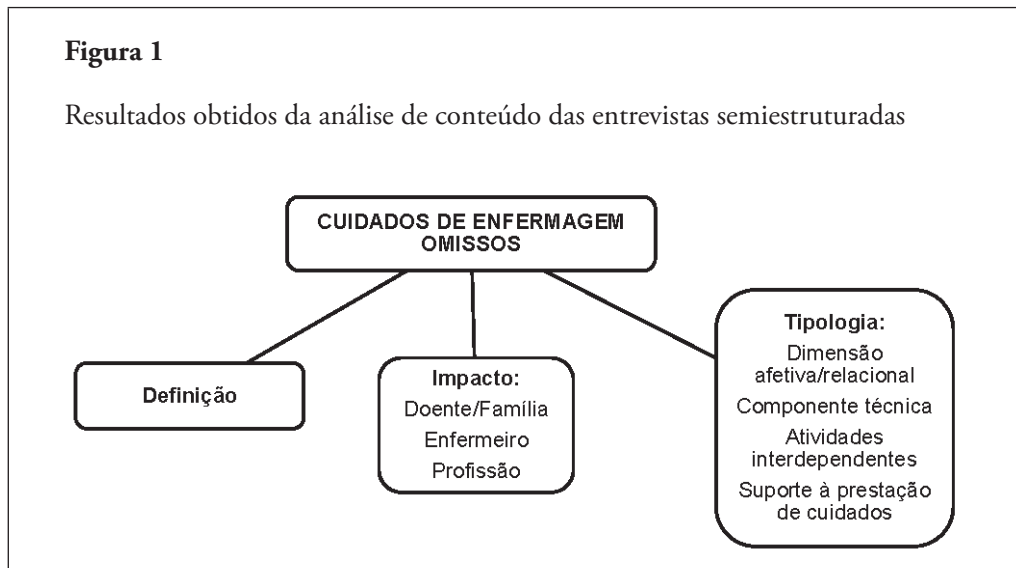 Figura 1
Resultados obtidos da análise de conteúdo das entrevistas semiestruturadas
CUIDADOS DE ENFERMAGEM
OMISSOS
Definição
Impacto:
Doente/Família
Enfermeiro
Profissão
Tipologia:
Dimensão
afetiva/relacional
Componente técnica
Atividades
interdependentes
Suporte à prestação
de cuidados